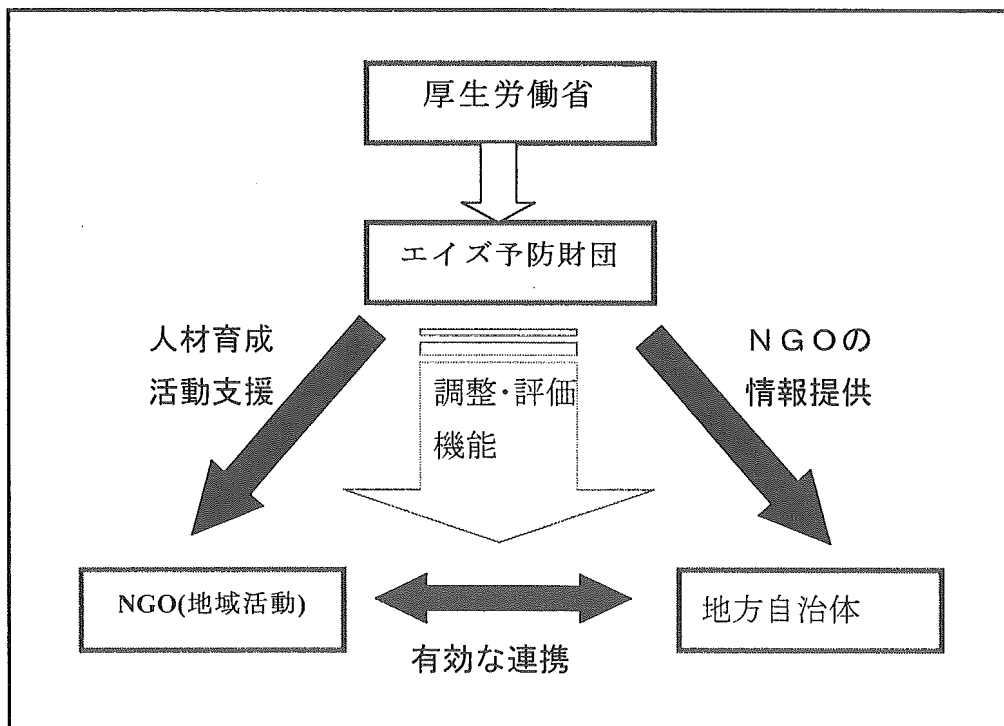 厚生労働省
エイズ予防財団
人材育成
活動支援
調整・評価
機能
ＮＧＯの
情報提供
NGO(地域活動)
有効な連携
地方自治体